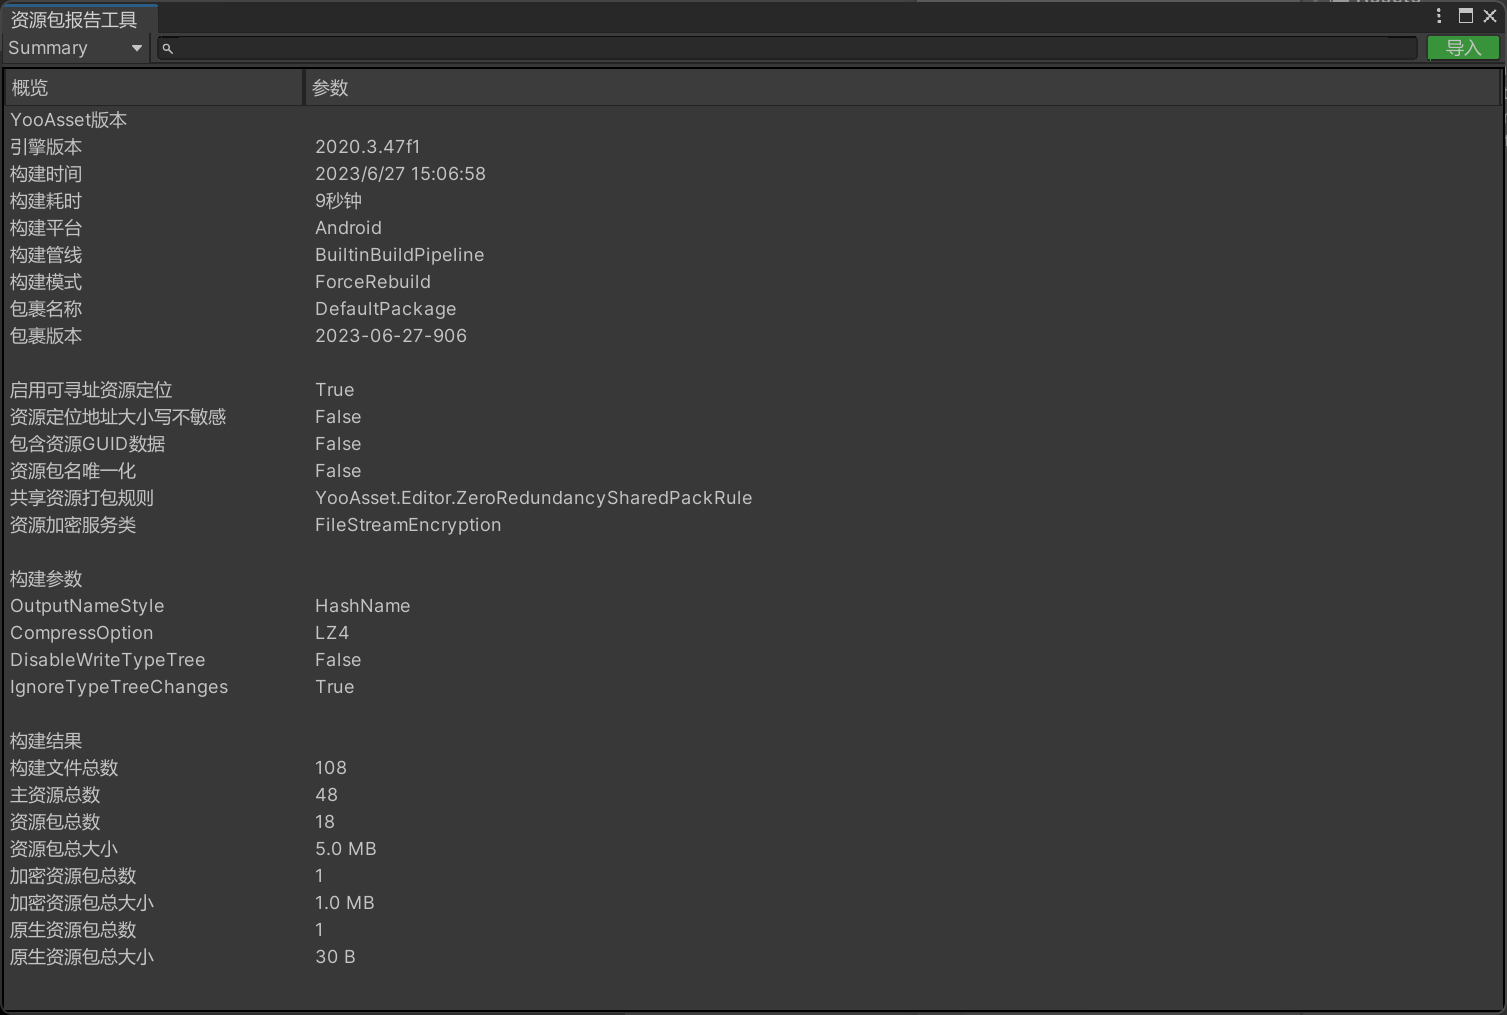 资源包报告工具
Summary
导入
概览 参数
YooAsset版本
引擎版本 2020.3.47f1
构建时间 2023/6/27 15:06:58
构建耗时 9秒钟
构建平台 Android
构建管线 BuiltinBuildPipeline
构建模式 ForceRebuild
包裹名称 DefaultPackage
包裹版本 2023-06-27-906
启用可寻址资源定位 True
资源定位地址大小写不敏感 False
包含资源GUID数据 False
资源包名唯一化 False
共享资源打包规则 YooAsset.Editor.ZeroRedundancySharedPackRule
资源加密服务类 FileStreamEncryption
构建参数
OutputNameStyle HashName
CompressOption LZ4
DisableWriteTypeTree False
IgnoreTypeTreeChanges True
构建结果
构建文件总数 108
主资源总数 48
资源包总数 18
资源包总大小 5.0 MB
加密资源包总数 1
加密资源包总大小 1.0 MB
原生资源包总数 1
原生资源包总大小 30 B